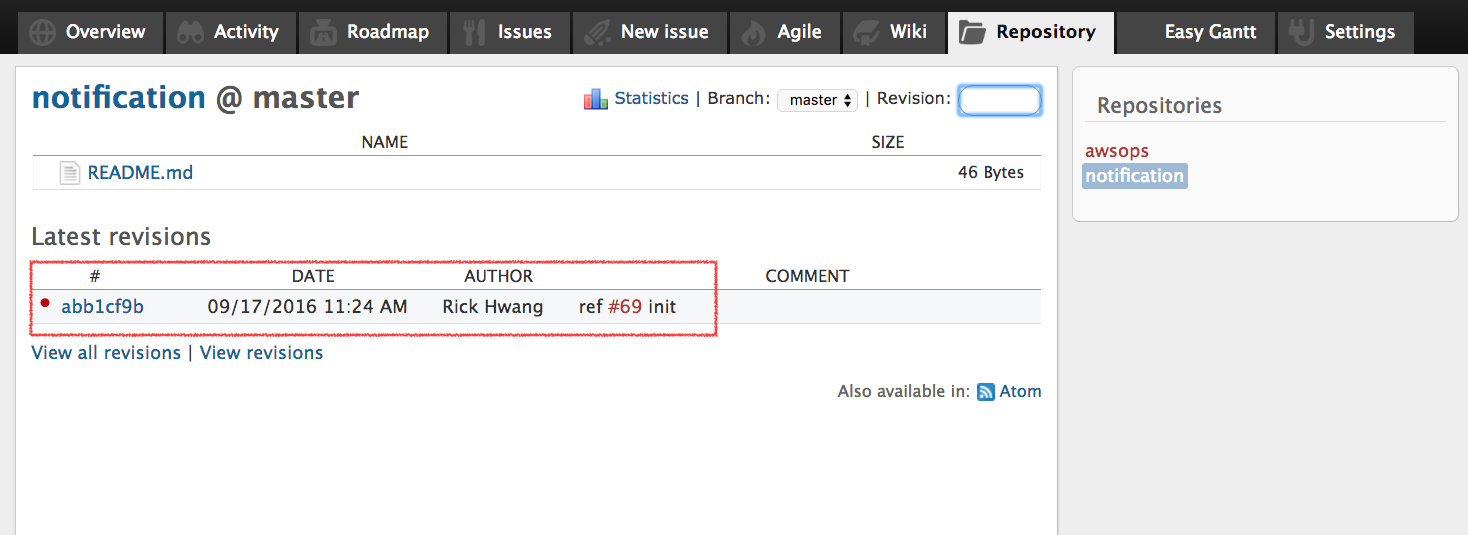 Overview Activity Roadmap Issues New issue Agile Wiki Repository Easy Gantt Settings
notification @ master
Statistics | Branch: master | Revision:
NAME SIZE
README.md 46 Bytes
Latest revisions
# DATE AUTHOR COMMENT
abb1cf9b 09/17/2016 11:24 AM Rick Hwang ref #69 init
View all revisions | View revisions
Also available in: Atom
Repositories
awsops
notification